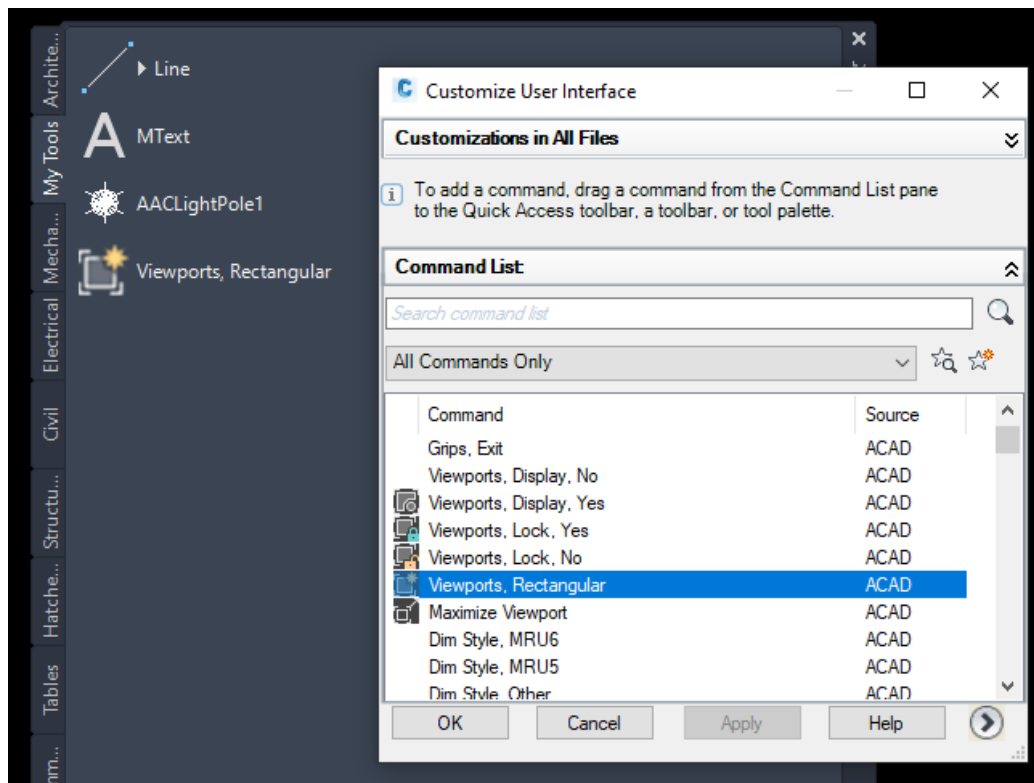 Archite...
My Tools
Mecha...
Electrical
Civil
Structu...
Hatche...
Tables
Line
MText
AACLightPole1
Viewports, Rectangular
Customize User Interface
Customizations in All Files
To add a command, drag a command from the Command List pane
to the Quick Access toolbar, a toolbar, or tool palette.
Command List:
Search command list
All Commands Only
Command Source
Grips, Exit ACAD
Viewports, Display, No ACAD
Viewports, Display, Yes ACAD
Viewports, Lock, Yes ACAD
Viewports, Lock, No ACAD
Viewports, Rectangular ACAD
Maximize Viewport ACAD
Dim Style, MRU6 ACAD
Dim Style, MRU5 ACAD
Dim Style, Other ACAD
OK Cancel Apply Help